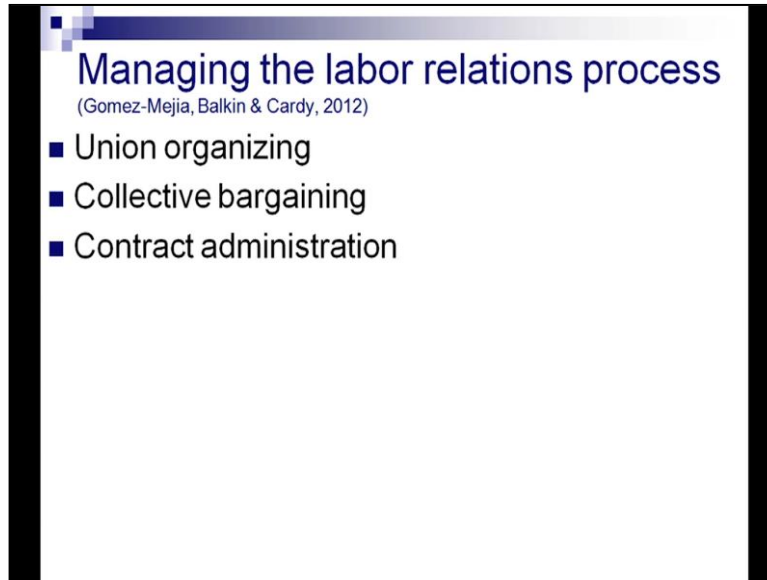 Managing the labor relations process
(Gomez-Mejia, Balkin & Cardy, 2012)
Union organizing
Collective bargaining
Contract administration